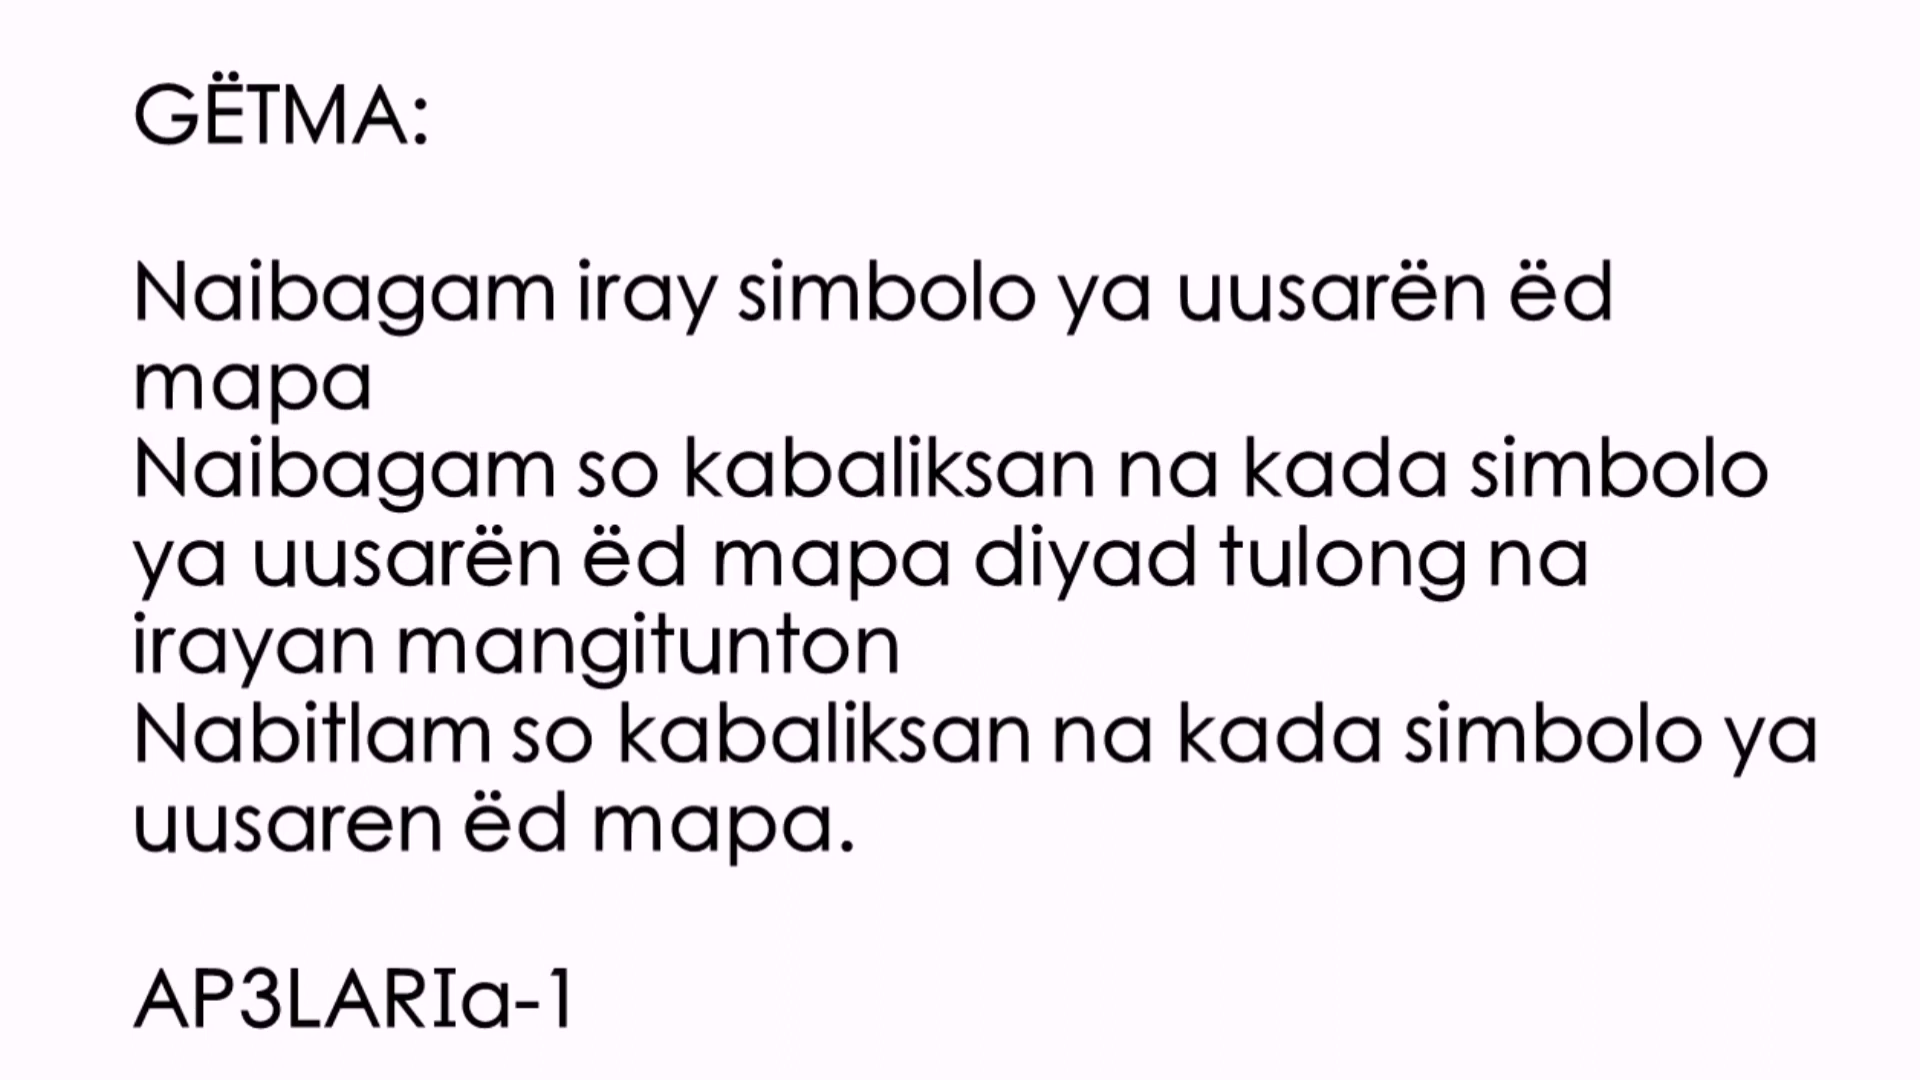 GËTMA:
Naibagam iray simbolo ya uusarën ëd
mapa
Naibagam so kabaliksan na kada simbolo
ya uusarën ëd mapa diyad tulong na
irayan mangitunton
Nabitlam so kabaliksan na kada simbolo ya
uusaren ëd mapa.
AP3LARIa-1